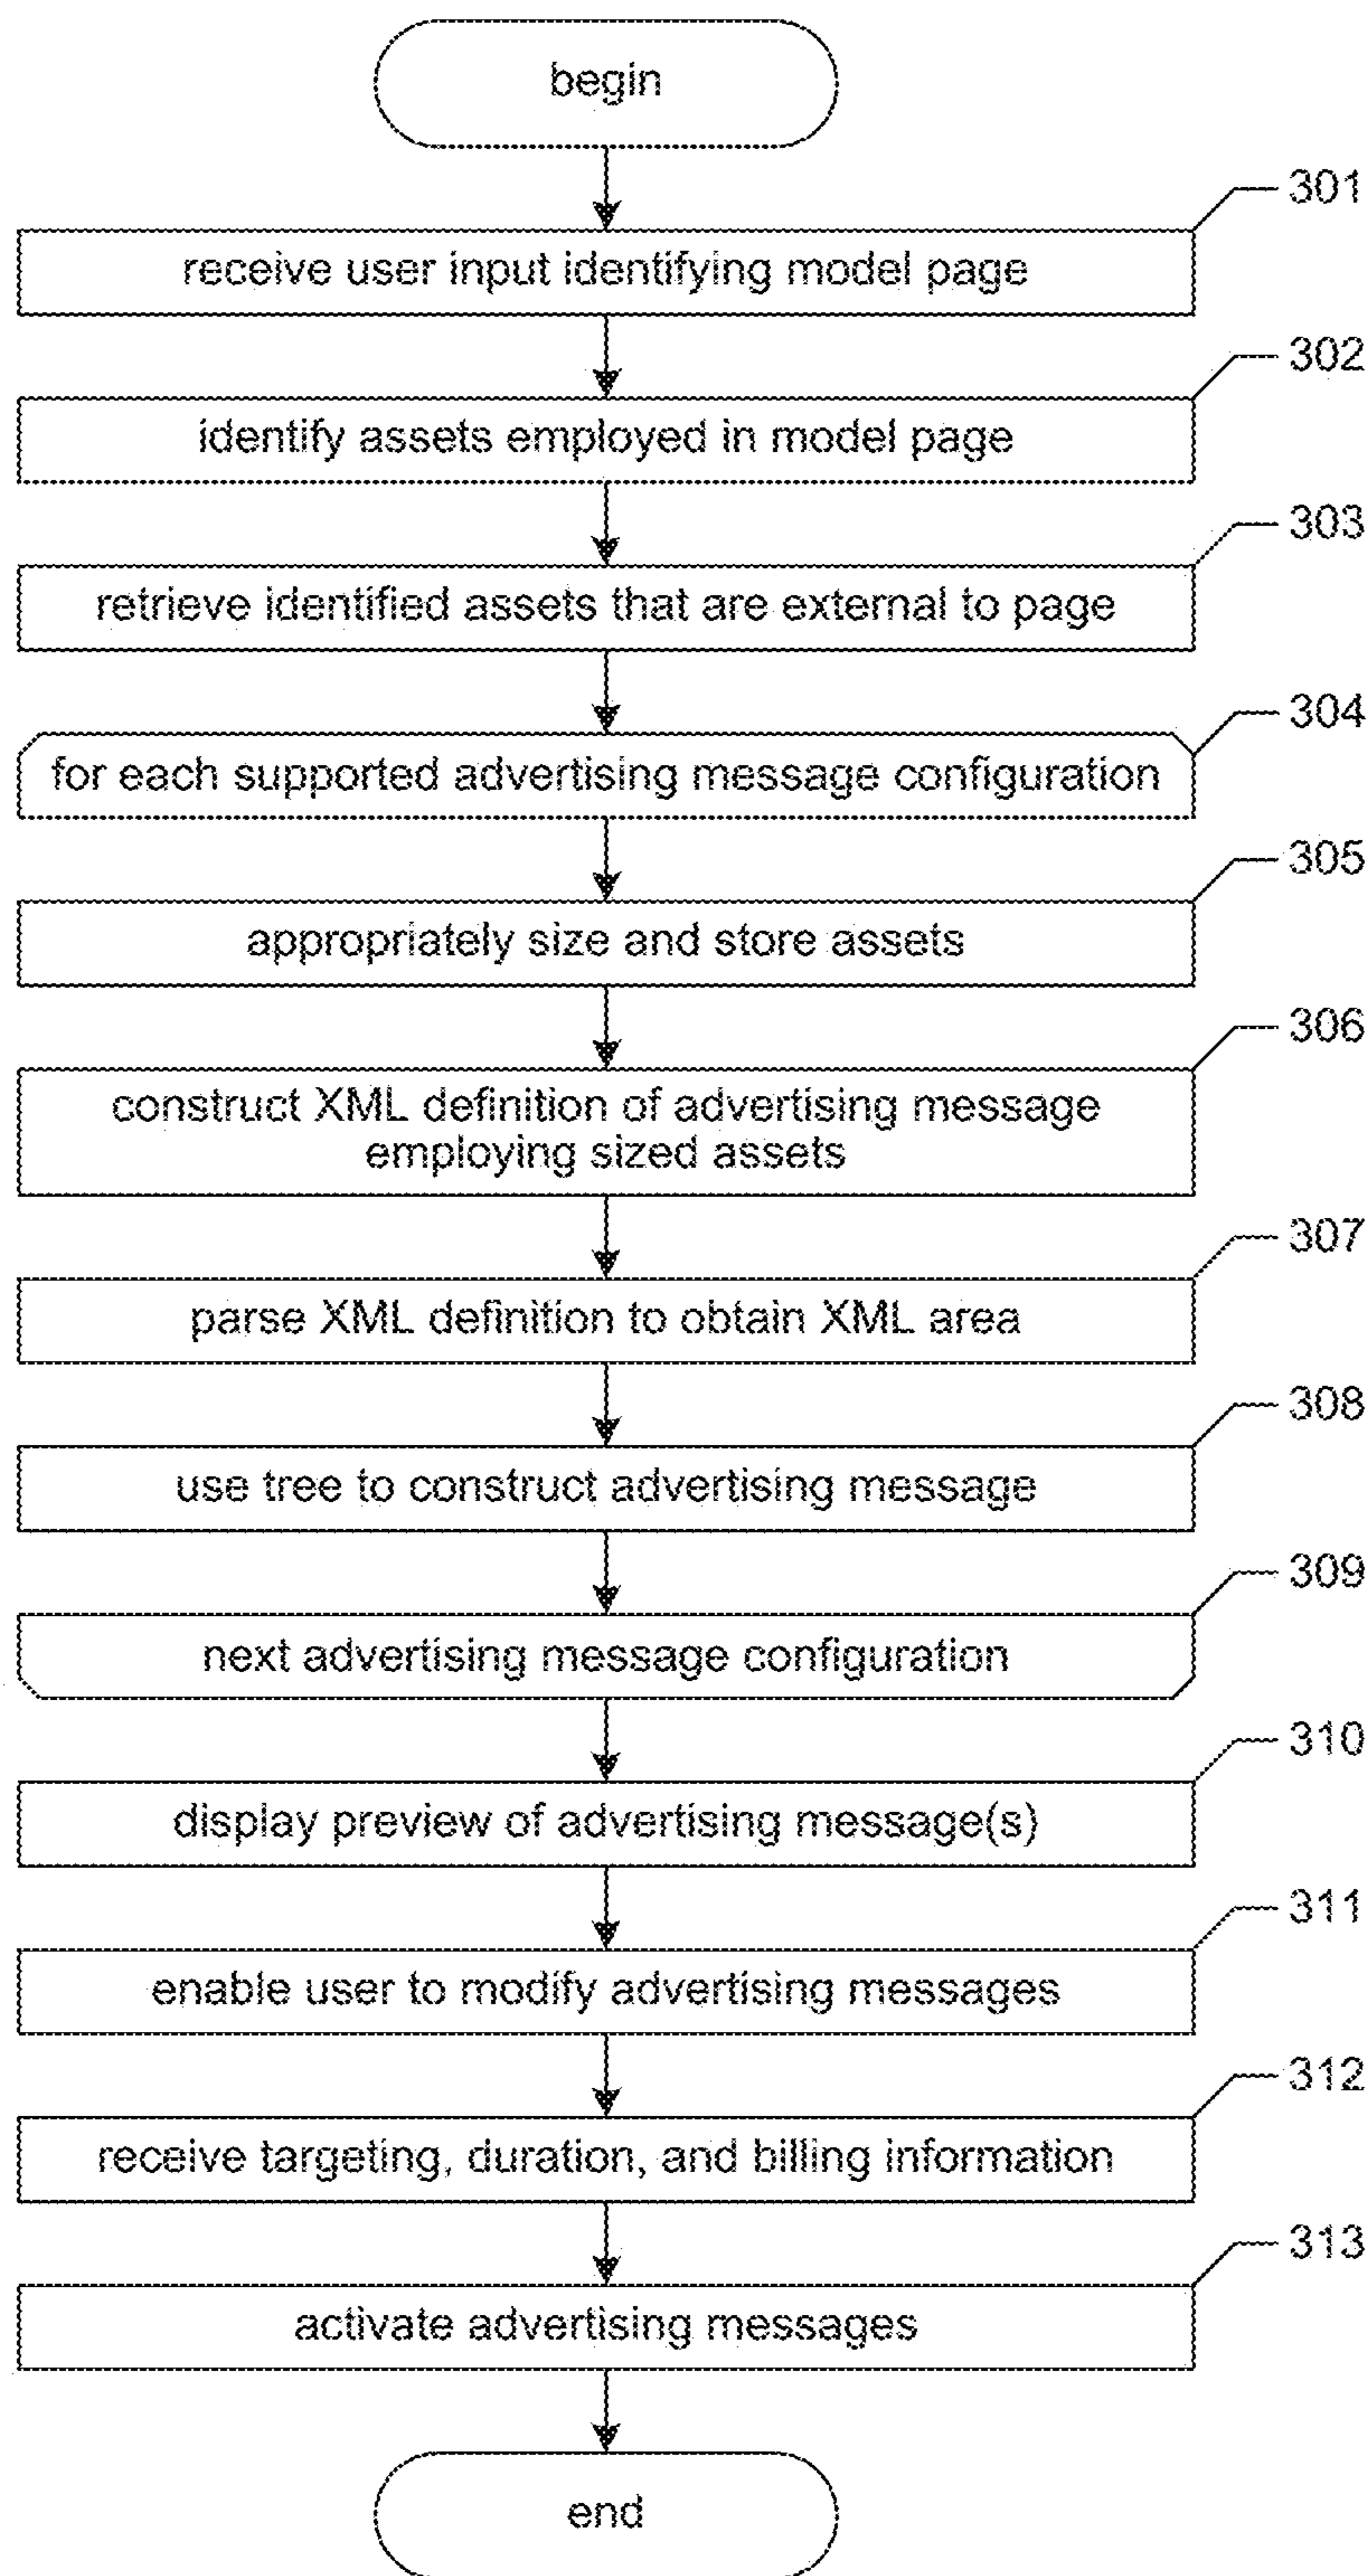 begin
301
receive user input identifying model page
302
identify assets employed in model page
303
retrieve identified assets that are external to page
304
for each supported advertising message configuration
305
appropriately size and store assets
306
construct XML definition of advertising message
employing sized assets
307
parse XML definition to obtain XML area
308
use tree to construct advertising message
309
next advertising message configuration
310
display preview of advertising message(s)
311
enable user to modify advertising messages
312
receive targeting, duration, and billing information
313
activate advertising messages
end